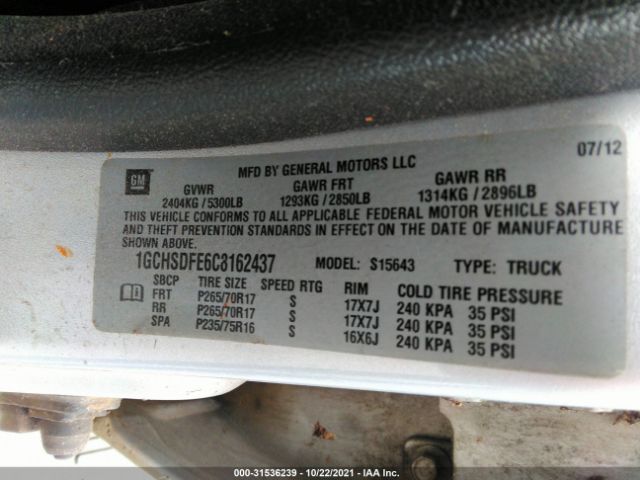 MFD BY GENERAL MOTORS LLC 07/12
GM GVWR GAWR FRT GAWR RR
2404KG / 5300LB 1293KG / 2850LB 1314KG / 2896LB
THIS VEHICLE CONFORMS TO ALL APPLICABLE FEDERAL MOTOR VEHICLE SAFETY
AND THEFT PREVENTION STANDARDS IN EFFECT ON THE DATE OF MANUFACTURE
SHOWN ABOVE.
1GCHSDFE6C8162437 MODEL: S15643 TYPE: TRUCK
SBCP TIRE SIZE SPEED RTG RIM COLD TIRE PRESSURE
FRT P265/70R17 S 17X7J 240 KPA 35 PSI
RR P265/70R17 S 17X7J 240 KPA 35 PSI
SPA P235/75R16 S 16X6J 240 KPA 35 PSI
000-31536239 - 10/22/2021 - IAA Inc.